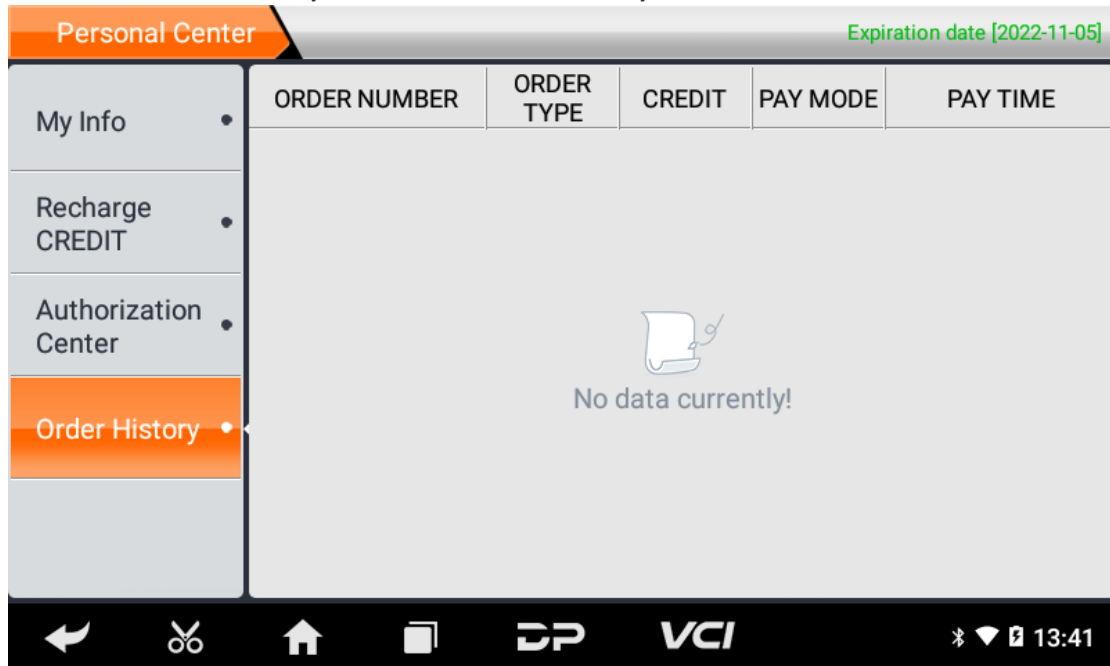 Personal Center
Expiration date [2022-11-05]
My Info
Recharge
CREDIT
Authorization
Center
Order History
ORDER NUMBER
ORDER
TYPE
CREDIT
PAY MODE
PAY TIME
No data currently!
DP
VCI
13:41